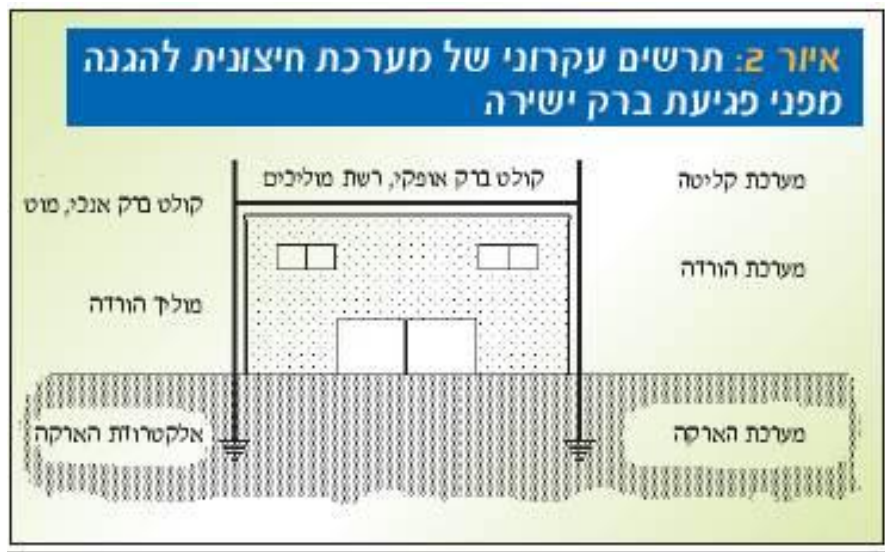 איור 2: תרשים עקרוני של מערכת חיצונית להגנה
מפני פגיעת ברק ישירה
מערכת קליטה
קולט ברק אופקי, רשת מוליכים
קולט ברק אנכי, מוט
מערכת הורדה
מוליך הורדה
מערכת הארקה
אלקטרודת הארקה